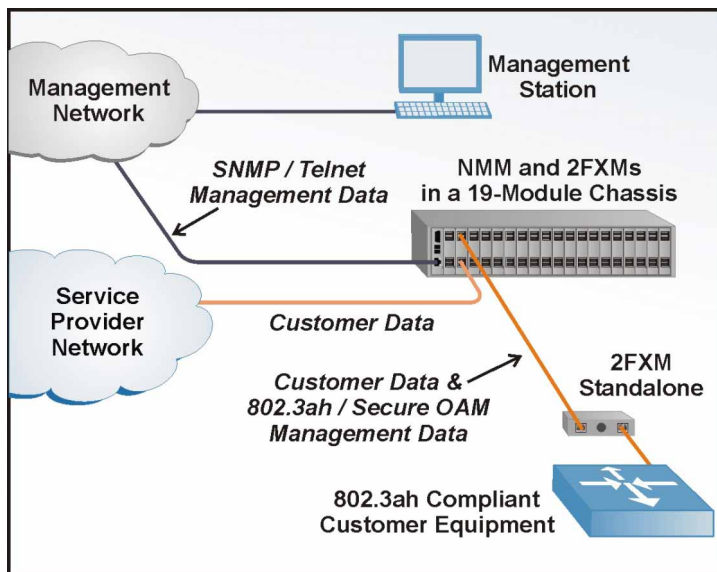 Management
Network
Management
Station
SNMP / Telnet
Management Data
NMM and 2FXMs
in a 19-Module Chassis
Service
Provider
Network
Customer Data
Customer Data &
802.3ah / Secure OAM
Management Data
2FXM
Standalone
802.3ah Compliant
Customer Equipment